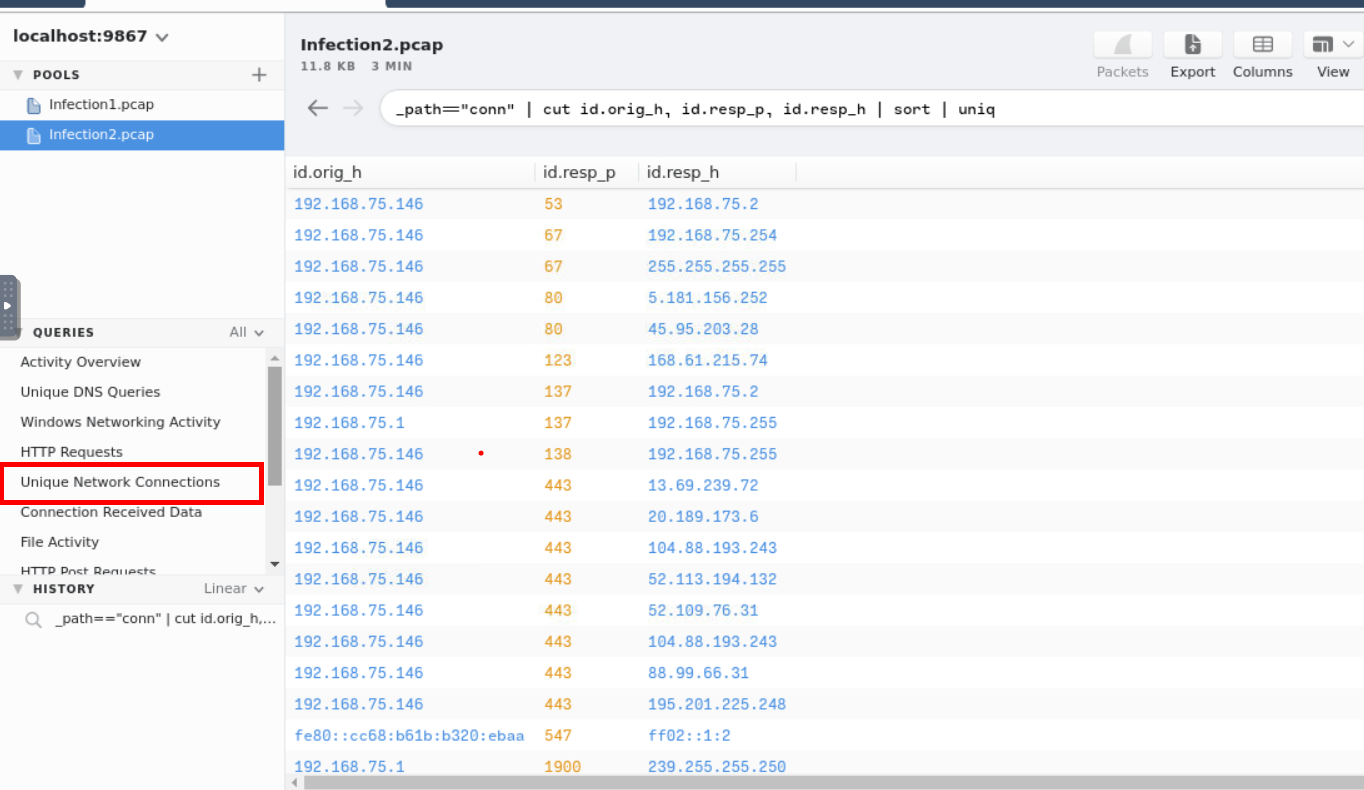 localhost:9867
POOLS
Infection1.pcap
Infection2.pcap
QUERIES All
Activity Overview
Unique DNS Queries
Windows Networking Activity
HTTP Requests
Unique Network Connections
Connection Received Data
File Activity
HTTP Post Requests
HISTORY Linear
_path=="conn" | cut id.orig_h,...
Infection2.pcap
11.8 KB 3 MIN
Packets Export Columns View
_path=="conn" | cut id.orig_h, id.resp_p, id.resp_h | sort | uniq
id.orig_h id.resp_p id.resp_h
192.168.75.146 53 192.168.75.2
192.168.75.146 67 192.168.75.254
192.168.75.146 67 255.255.255.255
192.168.75.146 80 5.181.156.252
192.168.75.146 80 45.95.203.28
192.168.75.146 123 168.61.215.74
192.168.75.146 137 192.168.75.2
192.168.75.1 137 192.168.75.255
192.168.75.146 138 192.168.75.255
192.168.75.146 443 13.69.239.72
192.168.75.146 443 20.189.173.6
192.168.75.146 443 104.88.193.243
192.168.75.146 443 52.113.194.132
192.168.75.146 443 52.109.76.31
192.168.75.146 443 104.88.193.243
192.168.75.146 443 88.99.66.31
192.168.75.146 443 195.201.225.248
fe80::cc68:b61b:b320:ebaa 547 ff02::1:2
192.168.75.1 1900 239.255.255.250